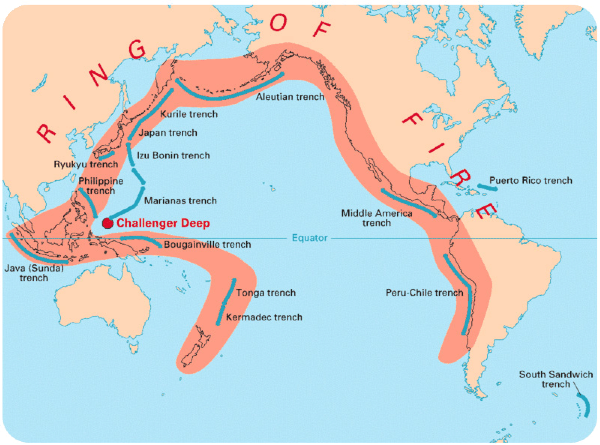 RING OF FIRE
Aleutian trench
Kurile trench
Japan trench
Izu Bonin trench
Ryukyu trench
Philippine
trench
Marianas trench
Challenger Deep
Puerto Rico trench
Middle America
trench
Equator
Bougainville trench
Java (Sunda)
trench
Tonga trench
Kermadec trench
Peru-Chile trench
South Sandwich
trench